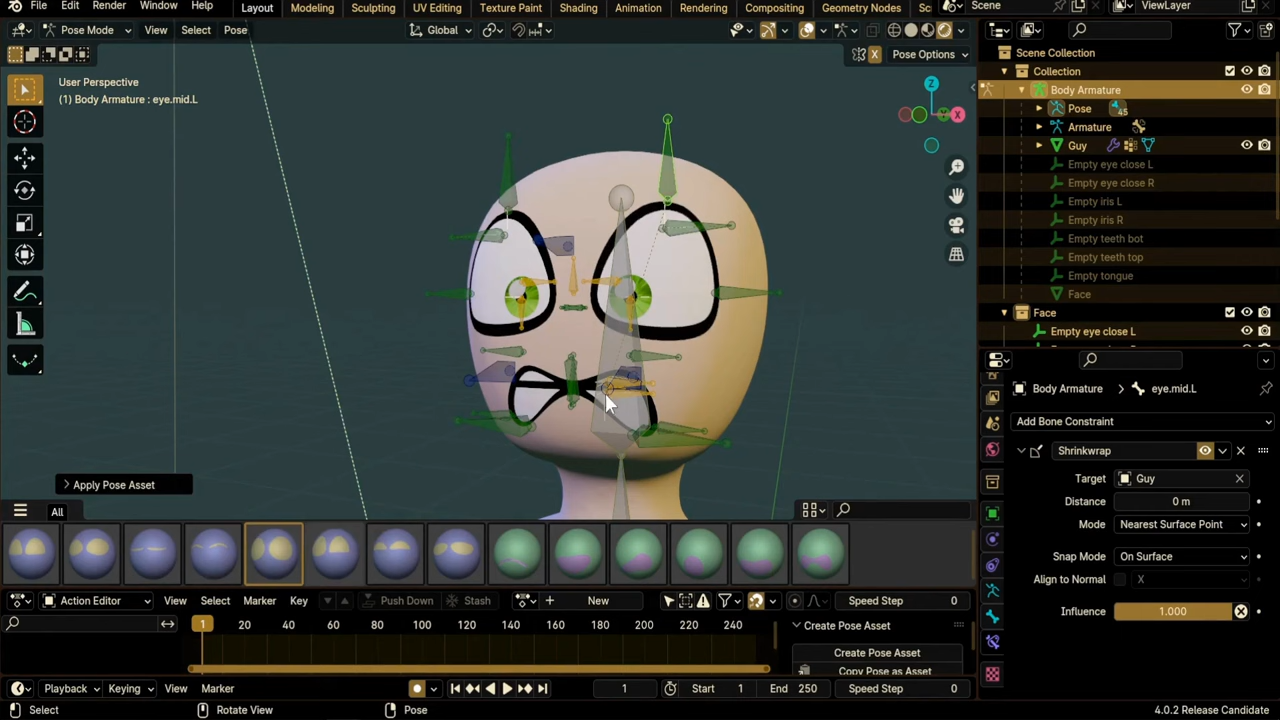 File Edit Render Window Help Layout Modeling Sculpting UV Editing Texture Paint Shading Animation Rendering Compositing Geometry Nodes Sc Scene ViewLayer
Pose Mode View Select Pose Global
X Pose Options
User Perspective
(1) Body Armature : eye.mid.L
Z
Y
X
Apply Pose Asset
All
Action Editor View Select Marker Key Push Down Stash New Speed Step 0
1 20 40 60 80 100 120 140 160 180 200 220 240
Create Pose Asset
Create Pose Asset
Copy Pose as Asset
Speed Step 0
Playback Keying View Marker 1 Start 1 End 250 Speed Step 0
Select Rotate View Pose 4.0.2 Release Candidate
Scene Collection
Collection
Body Armature
Pose 45
Armature
Guy
Empty eye close L
Empty eye close R
Empty iris L
Empty iris R
Empty teeth bot
Empty teeth top
Empty tongue
Face
Face
Empty eye close L
Body Armature eye.mid.L
Add Bone Constraint
Shrinkwrap
Target Guy
Distance 0 m
Mode Nearest Surface Point
Snap Mode On Surface
Align to Normal X
Influence 1.000